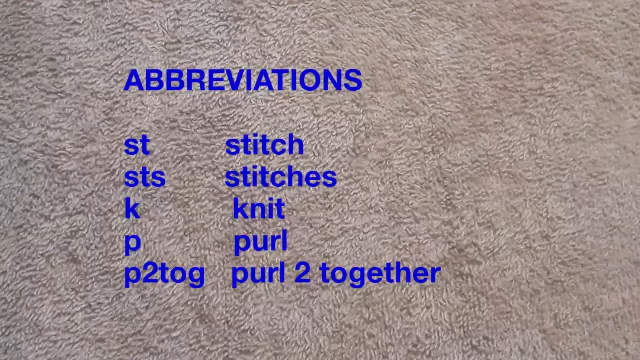 ABBREVIATIONS
st stitch
sts stitches
k knit
p purl
p2tog purl 2 together